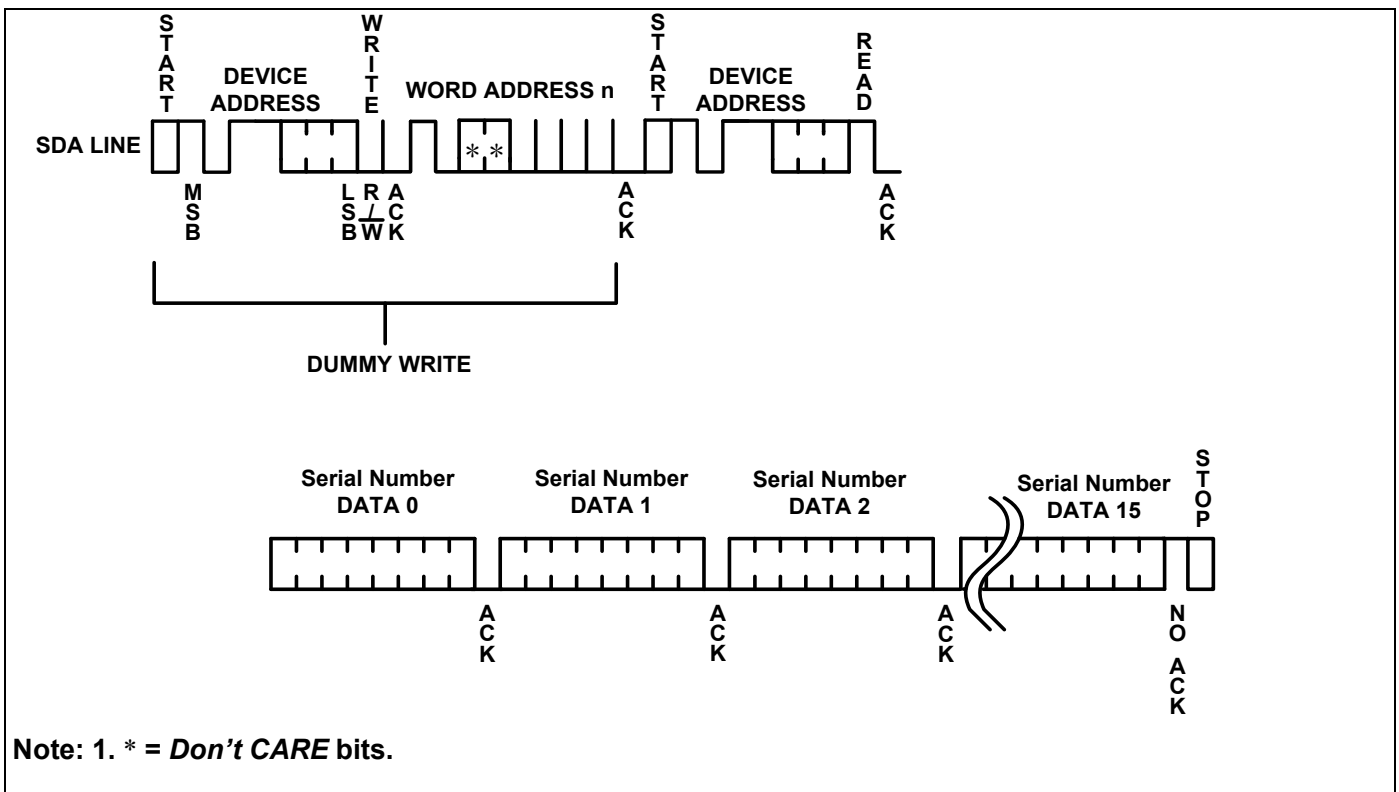 START
WRITE
START
READ
DEVICE
ADDRESS
WORD ADDRESS n
DEVICE
ADDRESS
SDA LINE
* *
MSB
LSB
R/W
ACK
ACK
ACK
DUMMY WRITE
Serial Number
DATA 0
Serial Number
DATA 1
Serial Number
DATA 2
Serial Number
DATA 15
STOP
ACK
ACK
ACK
NO ACK
Note: 1. * = Don't CARE bits.